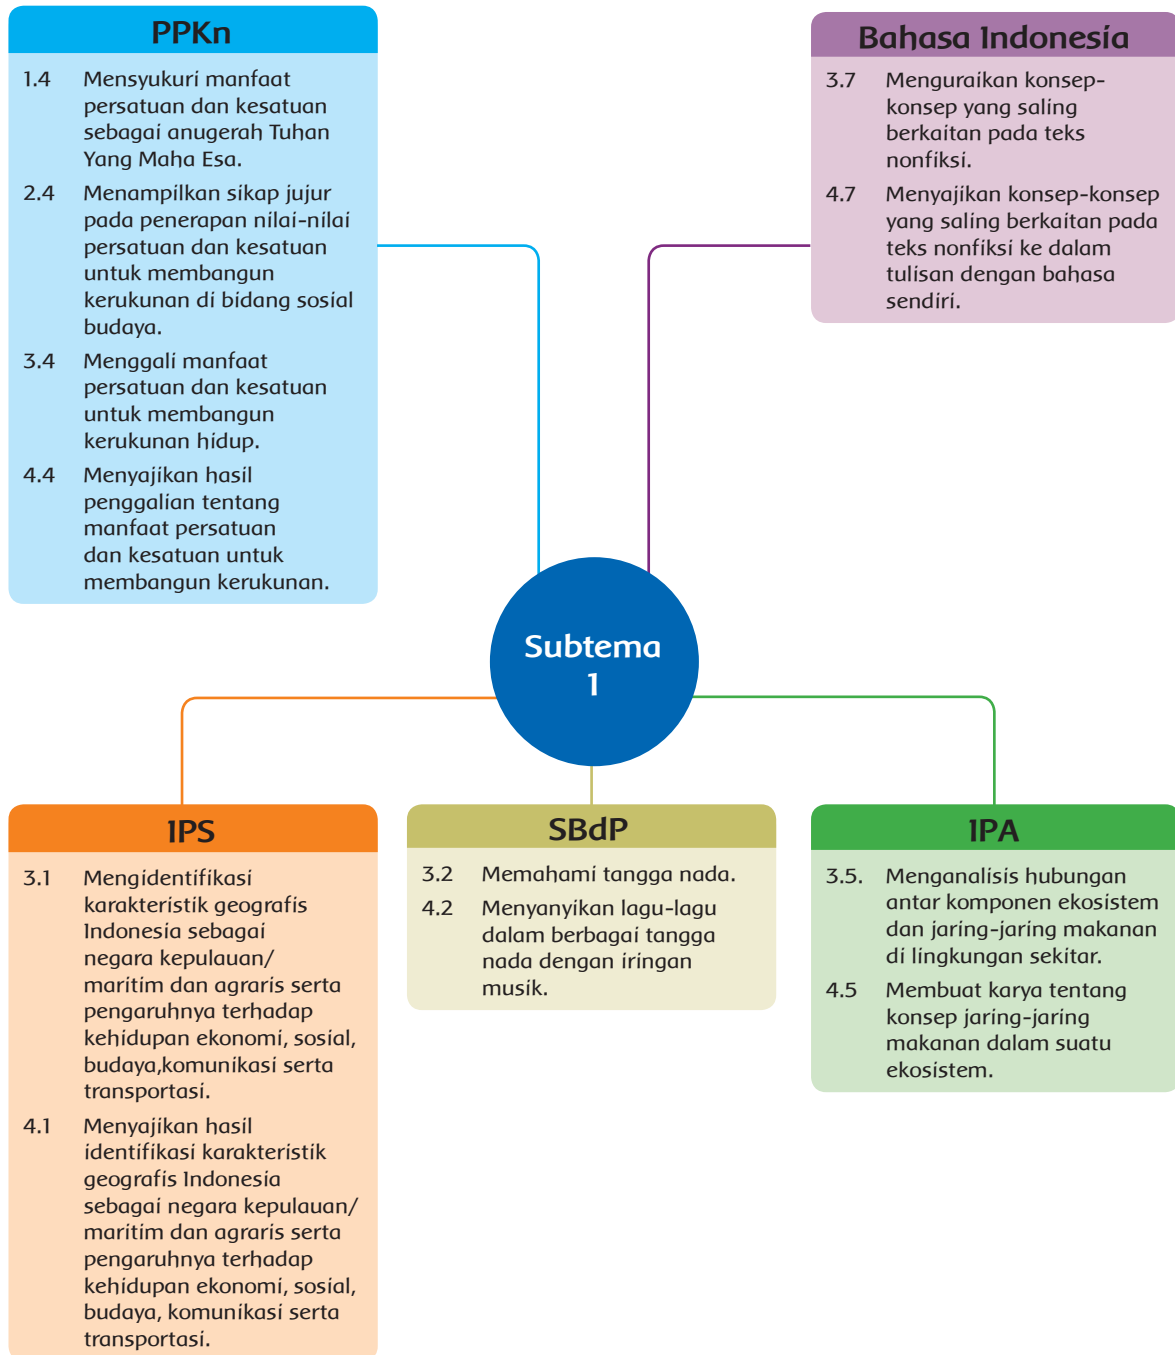 PPKn
1.4 Mensyukuri manfaat
persatuan dan kesatuan
sebagai anugerah Tuhan
Yang Maha Esa.
2.4 Menampilkan sikap jujur
pada penerapan nilai-nilai
persatuan dan kesatuan
untuk membangun
kerukunan di bidang sosial
budaya.
3.4 Menggali manfaat
persatuan dan kesatuan
untuk membangun
kerukunan hidup.
4.4 Menyajikan hasil
penggalian tentang
manfaat persatuan
dan kesatuan untuk
membangun kerukunan.
Bahasa Indonesia
3.7 Menguraikan konsep-
konsep yang saling
berkaitan pada teks
nonfiksi.
4.7 Menyajikan konsep-konsep
yang saling berkaitan pada
teks nonfiksi ke dalam
tulisan dengan bahasa
sendiri.
Subtema
1
IPS
3.1 Mengidentifikasi
karakteristik geografis
Indonesia sebagai
negara kepulauan/
maritim dan agraris serta
pengaruhnya terhadap
kehidupan ekonomi, sosial,
budaya,komunikasi serta
transportasi.
4.1 Menyajikan hasil
identifikasi karakteristik
geografis Indonesia
sebagai negara kepulauan/
maritim dan agraris serta
pengaruhnya terhadap
kehidupan ekonomi, sosial,
budaya, komunikasi serta
transportasi.
SBdP
3.2 Memahami tangga nada.
4.2 Menyanyikan lagu-lagu
dalam berbagai tangga
nada dengan iringan
musik.
IPA
3.5. Menganalisis hubungan
antar komponen ekosistem
dan jaring-jaring makanan
di lingkungan sekitar.
4.5 Membuat karya tentang
konsep jaring-jaring
makanan dalam suatu
ekosistem.